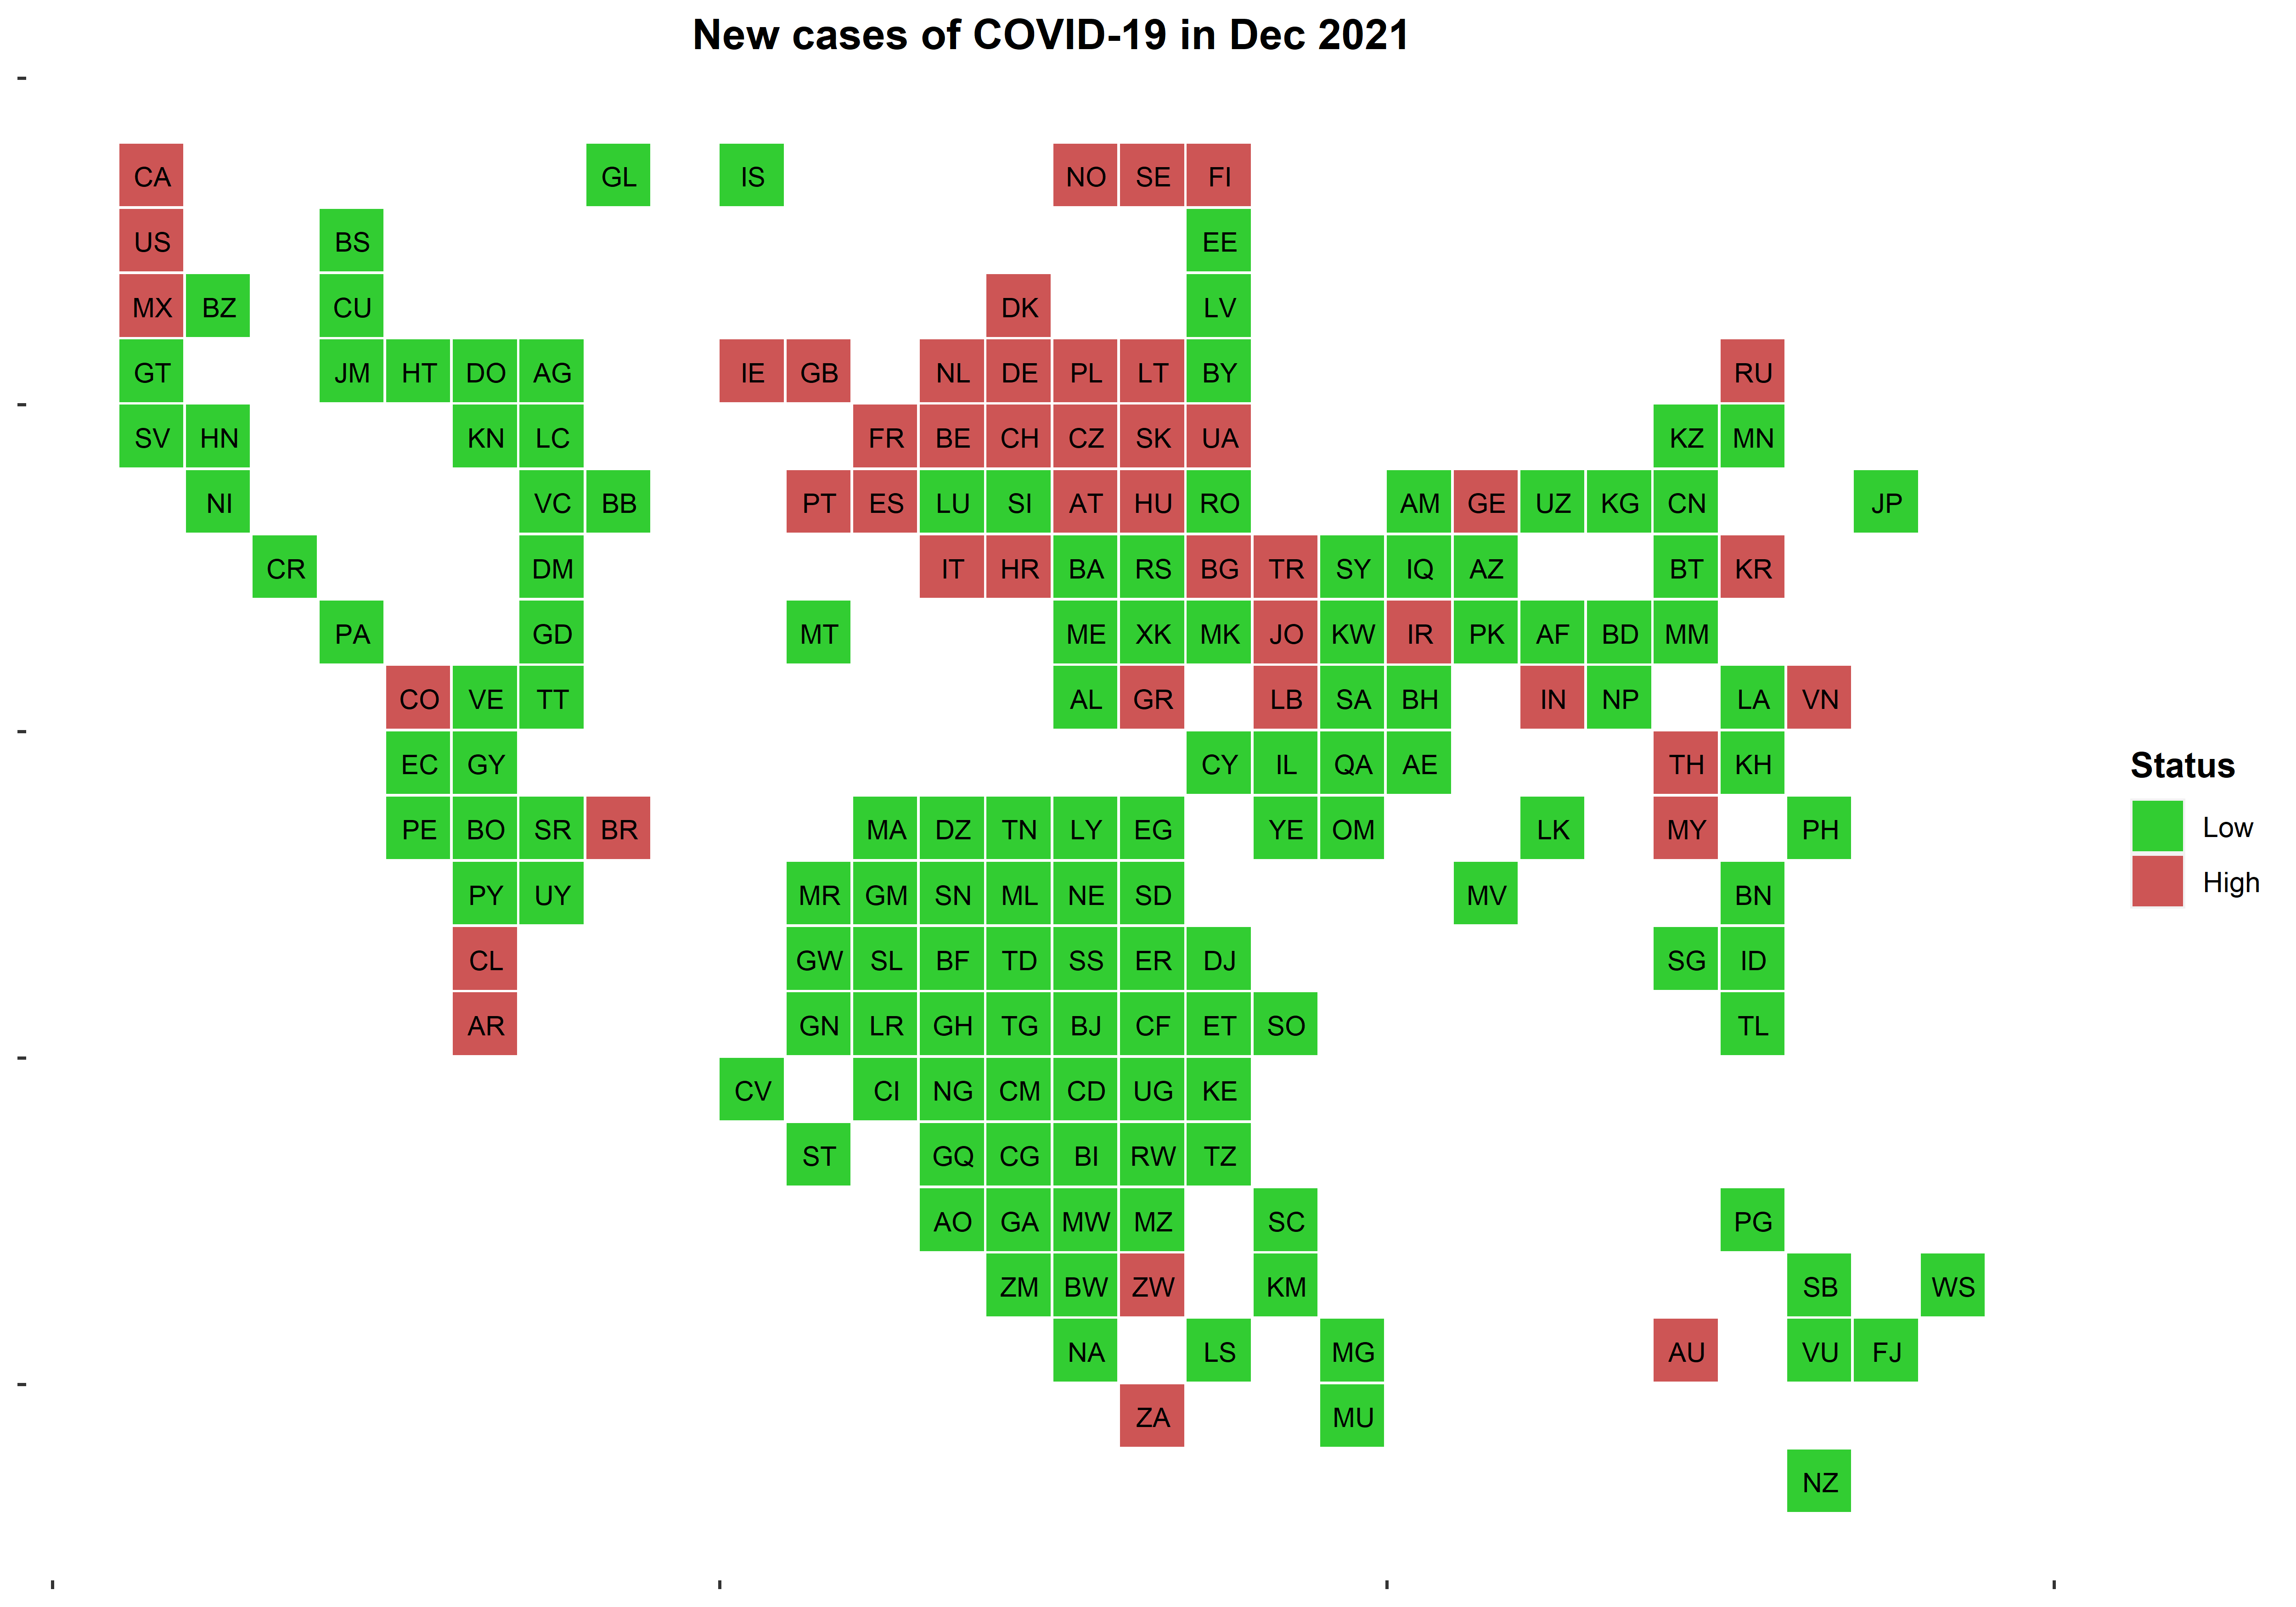 New cases of COVID-19 in Dec 2021
CA GL IS NO SE FI
US BS EE
MX BZ CU DK LV
GT JM HT DO AG IE GB NL DE PL LT BY RU
SV HN KN LC FR BE CH CZ SK UA KZ MN
NI VC BB PT ES LU SI AT HU RO AM GE UZ KG CN JP
CR DM IT HR BA RS BG TR SY IQ AZ BT KR
PA GD MT ME XK MK JO KW IR PK AF BD MM
CO VE TT AL GR LB SA BH IN NP LA VN
EC GY CY IL QA AE TH KH
PE BO SR BR MA DZ TN LY EG YE OM LK MY PH
PY UY MR GM SN ML NE SD MV BN
CL GW SL BF TD SS ER DJ SG ID
AR GN LR GH TG BJ CF ET SO TL
CV CI NG CM CD UG KE
ST GQ CG BI RW TZ
AO GA MW MZ SC PG
ZM BW ZW KM SB WS
NA LS MG AU VU FJ
ZA MU
NZ
Status
Low
High